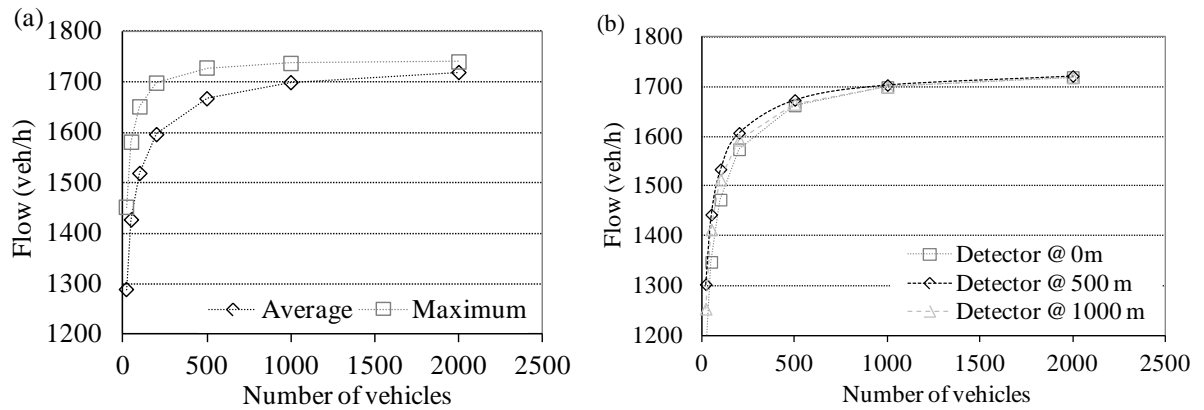 (a)
1800
1700
1600
1500
1400
1300
1200
Flow (veh/h)
Average
Maximum
0
500
1000
1500
2000
2500
Number of vehicles
(b)
1800
1700
1600
1500
1400
1300
1200
Flow (veh/h)
Detector @ 0m
Detector @ 500 m
Detector @ 1000 m
0
500
1000
1500
2000
2500
Number of vehicles